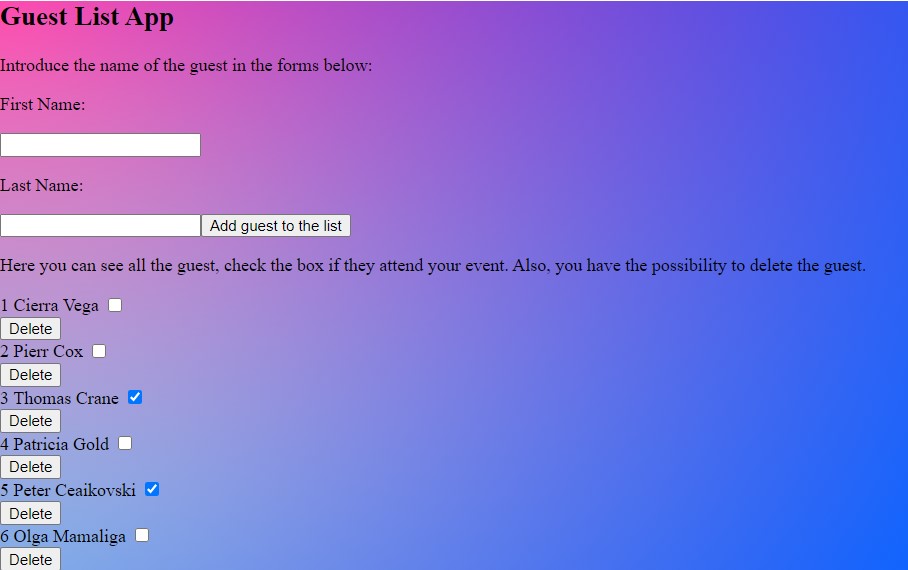 Guest List App
Introduce the name of the guest in the forms below:
First Name:
Last Name:
Add guest to the list
Here you can see all the guest, check the box if they attend your event. Also, you have the possibility to delete the guest.
1 Cierra Vega
Delete
2 Pierr Cox
Delete
3 Thomas Crane
Delete
4 Patricia Gold
Delete
5 Peter Ceaikovski
Delete
6 Olga Mamaliga
Delete